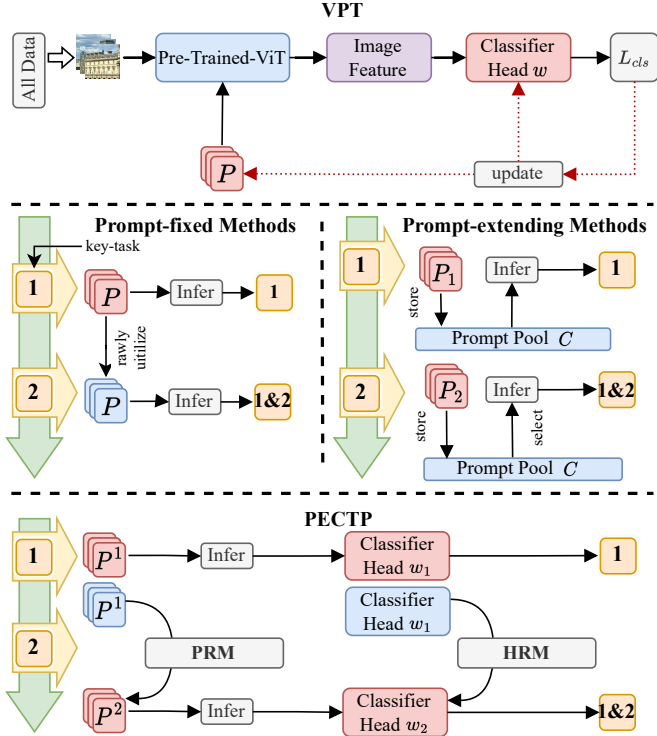 VPT
All Data
Pre-Trained-ViT
Image
Feature
Classifier
Head w
L_cls
P
update
Prompt-fixed Methods
key-task
1
P
Infer
1
rawly
uitilize
2
P
Infer
1&2
Prompt-extending Methods
1
P_1
Infer
1
store
Prompt Pool C
2
P_2
Infer
1&2
store
select
Prompt Pool C
PECTP
1
P^1
Infer
Classifier
Head w_1
1
P^1
Classifier
Head w_1
2
PRM
HRM
P^2
Infer
Classifier
Head w_2
1&2